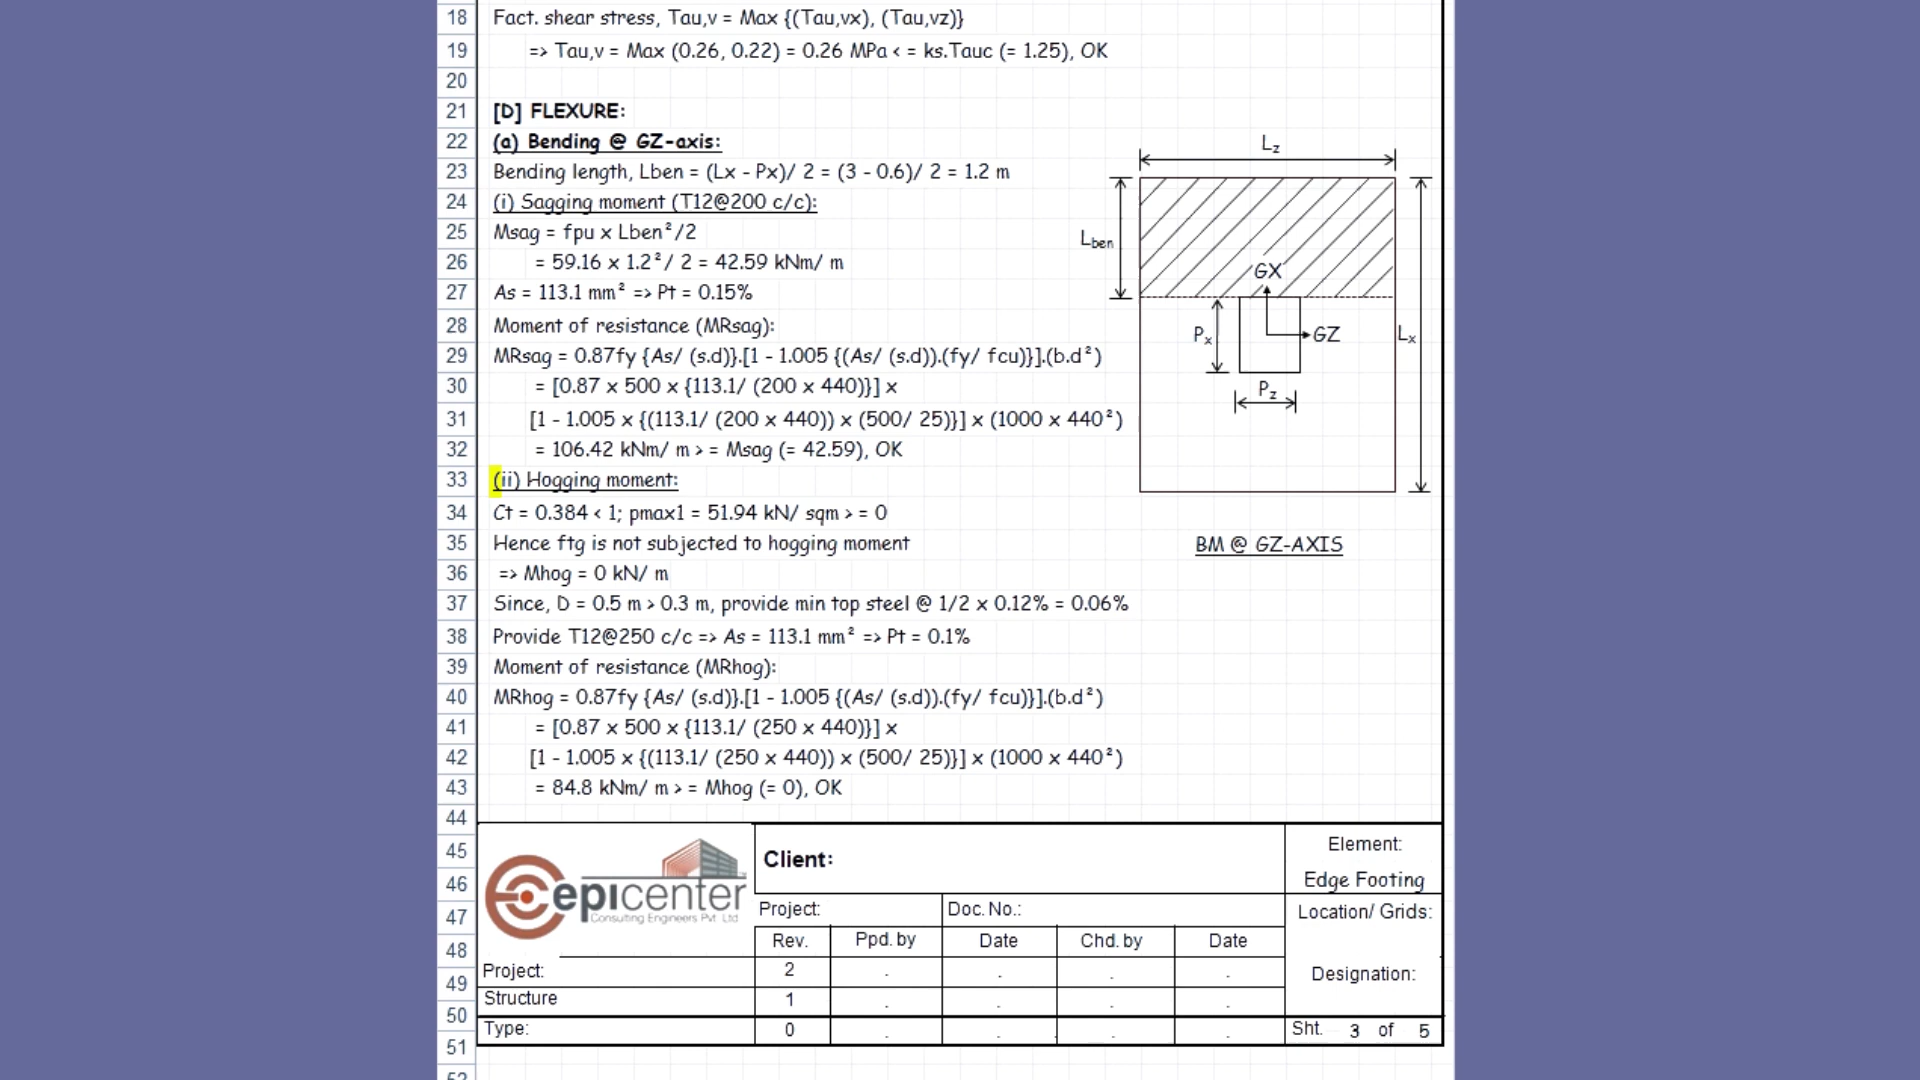 18 Fact. shear stress, Tau,v = Max {(Tau,vx), (Tau,vz)}
19 => Tau,v = Max (0.26, 0.22) = 0.26 MPa < = ks.Tauc (= 1.25), OK
20
21 [D] FLEXURE:
22 (a) Bending @ GZ-axis:
23 Bending length, Lben = (Lx - Px)/ 2 = (3 - 0.6)/ 2 = 1.2 m
24 (i) Sagging moment (T12@200 c/c):
25 Msag = fpu x Lben²/2
26 = 59.16 x 1.2²/ 2 = 42.59 kNm/ m
27 As = 113.1 mm² => Pt = 0.15%
28 Moment of resistance (MRsag):
29 MRsag = 0.87fy {As/ (s.d)}.[1 - 1.005 {(As/ (s.d)).(fy/ fcu)}].(b.d²)
30 = [0.87 x 500 x {113.1/ (200 x 440)}] x
31 [1 - 1.005 x {(113.1/ (200 x 440)) x (500/ 25)}] x (1000 x 440²)
32 = 106.42 kNm/ m > = Msag (= 42.59), OK
33 (ii) Hogging moment:
34 Ct = 0.384 < 1; pmax1 = 51.94 kN/ sqm > = 0
35 Hence ftg is not subjected to hogging moment
36 => Mhog = 0 kN/ m
37 Since, D = 0.5 m > 0.3 m, provide min top steel @ 1/2 x 0.12% = 0.06%
38 Provide T12@250 c/c => As = 113.1 mm² => Pt = 0.1%
39 Moment of resistance (MRhog):
40 MRhog = 0.87fy {As/ (s.d)}.[1 - 1.005 {(As/ (s.d)).(fy/ fcu)}].(b.d²)
41 = [0.87 x 500 x {113.1/ (250 x 440)}] x
42 [1 - 1.005 x {(113.1/ (250 x 440)) x (500/ 25)}] x (1000 x 440²)
43 = 84.8 kNm/ m > = Mhog (= 0), OK
44
45
46
47
48
49
50
51
52
Lz
Lben
GX
Px
GZ
Lx
Pz
BM @ GZ-AXIS
epicenter
Consulting Engineers Pvt Ltd
Client:
Element:
Edge Footing
Project:
Doc. No.:
Location/ Grids:
Rev. Ppd. by Date Chd. by Date
Designation:
Project: 2 . . . .
Structure 1 . . . .
Type: 0 . . . .
Sht. 3 of 5